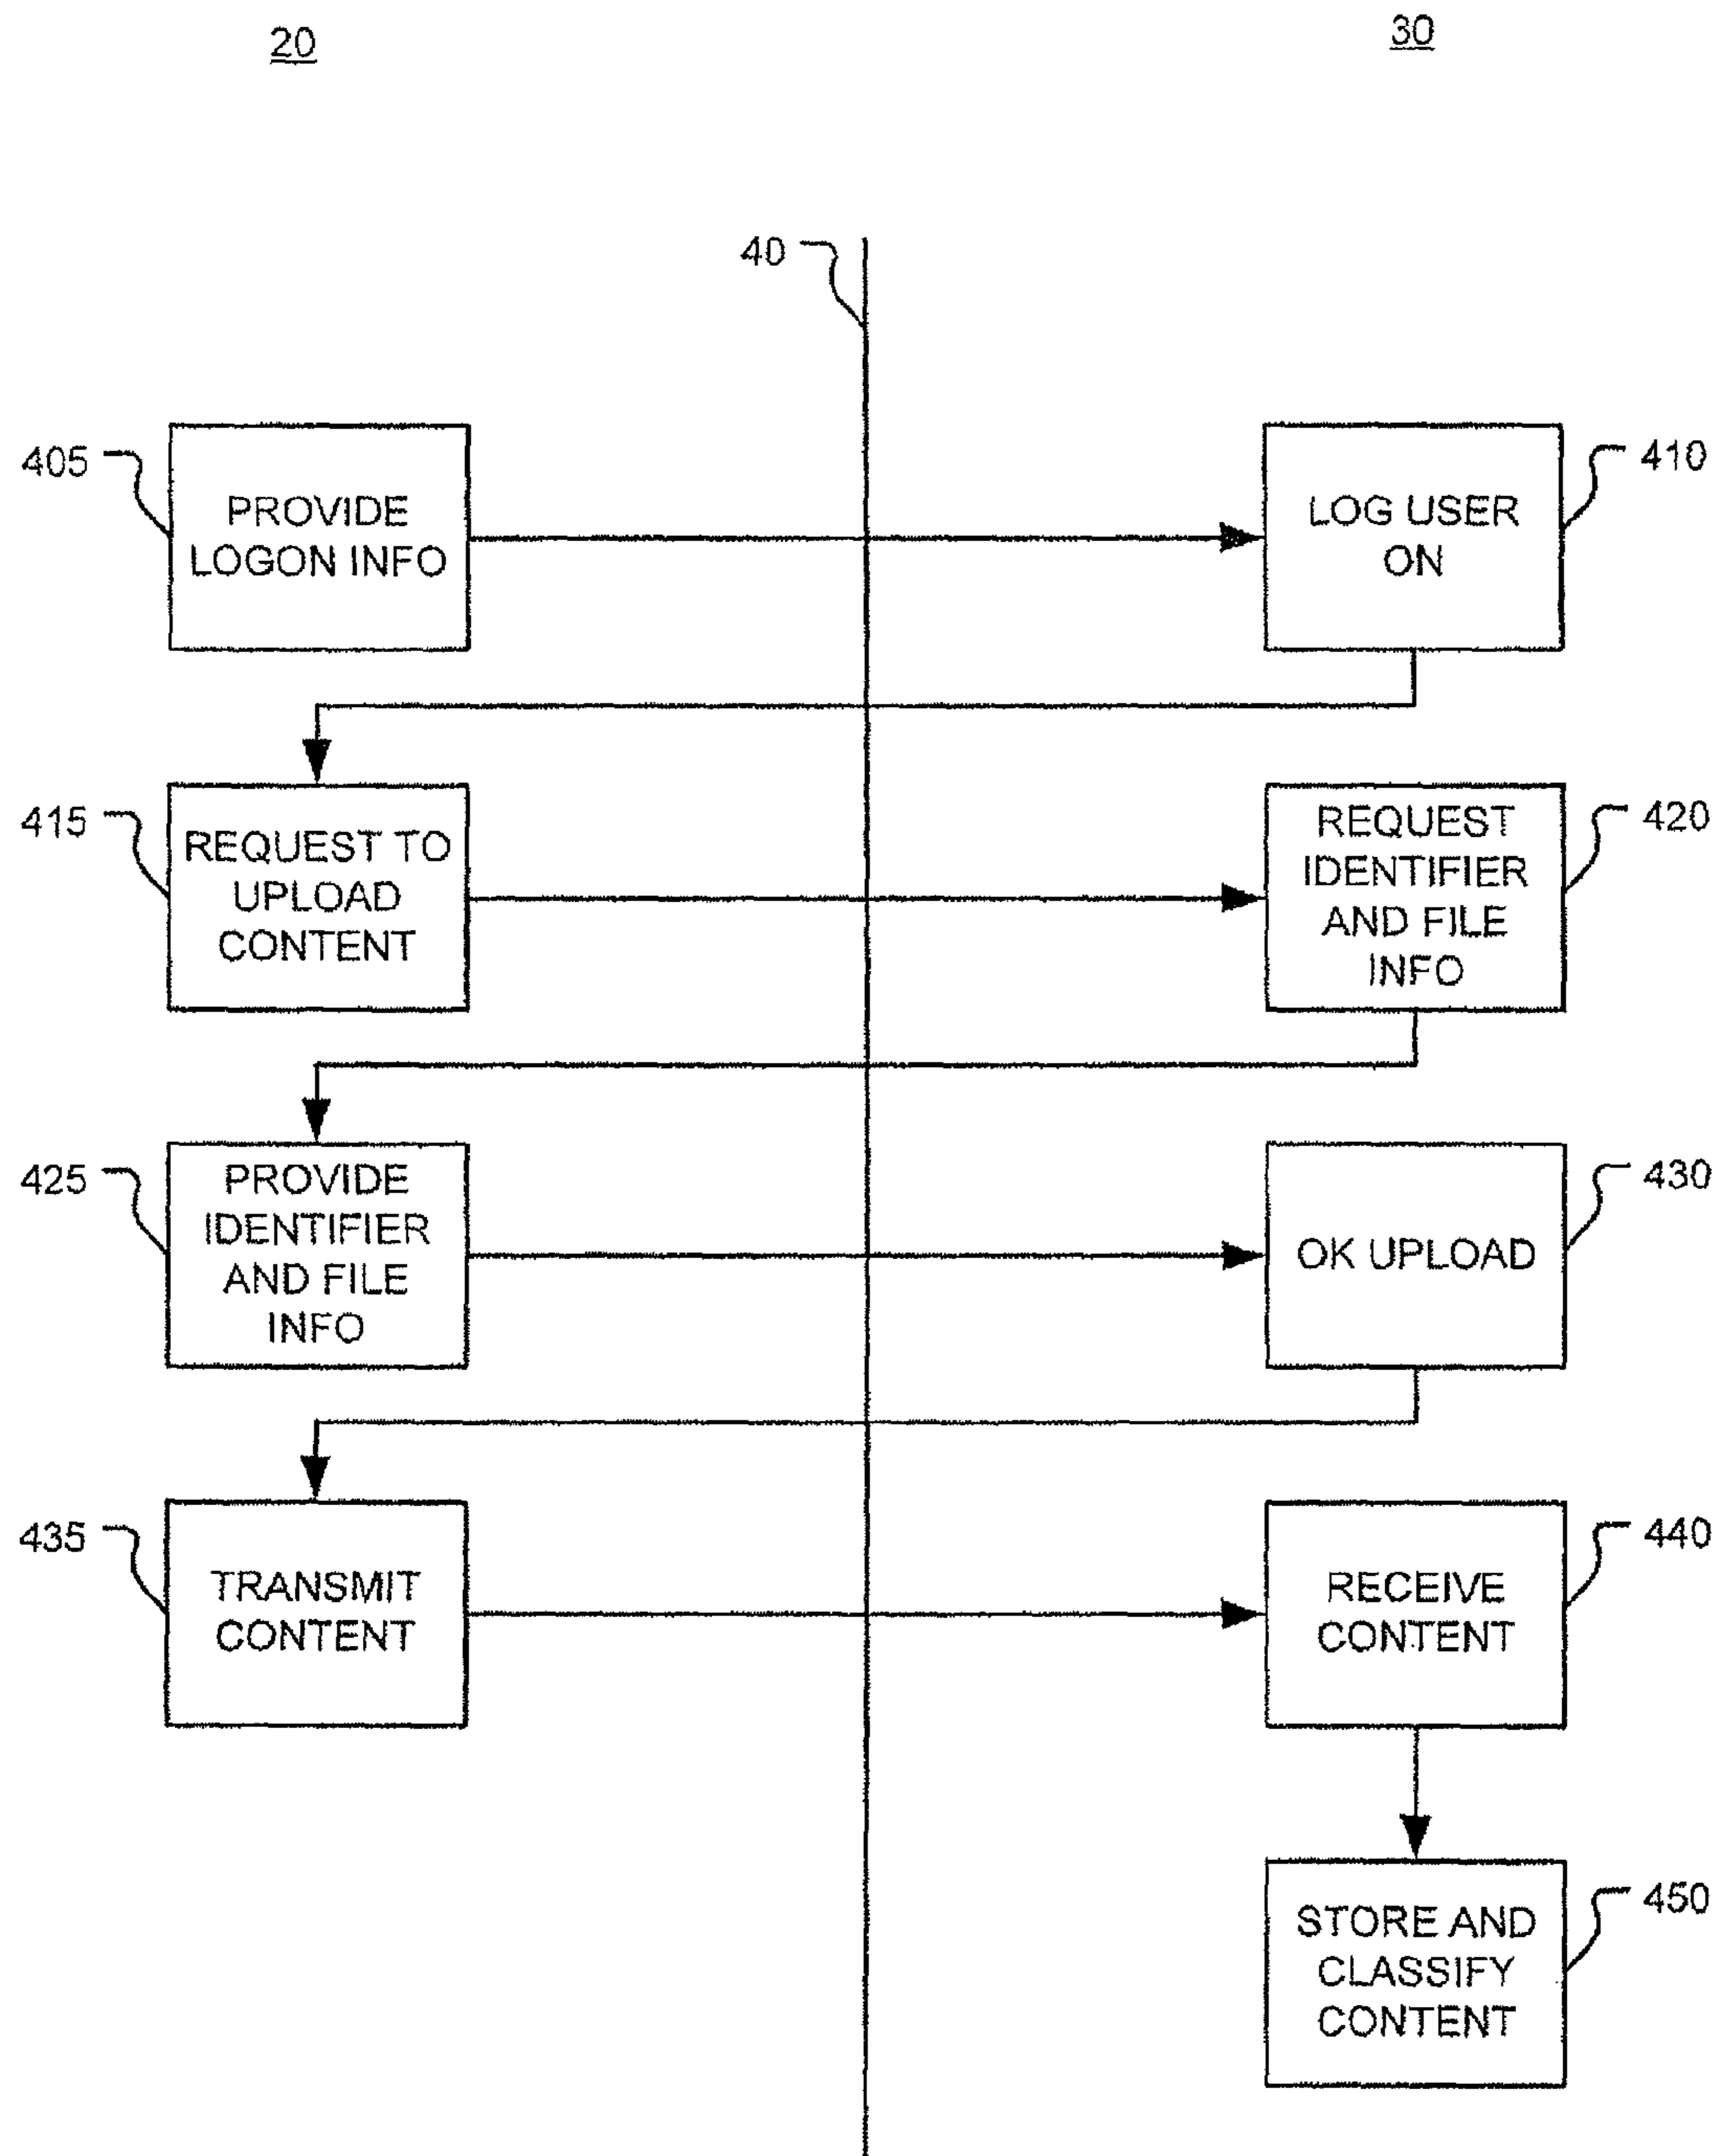 20
30
40
405
PROVIDE
LOGON INFO
LOG USER
ON
410
415
REQUEST TO
UPLOAD
CONTENT
REQUEST
IDENTIFIER
AND FILE
INFO
420
425
PROVIDE
IDENTIFIER
AND FILE
INFO
OK UPLOAD
430
435
TRANSMIT
CONTENT
RECEIVE
CONTENT
440
STORE AND
CLASSIFY
CONTENT
450